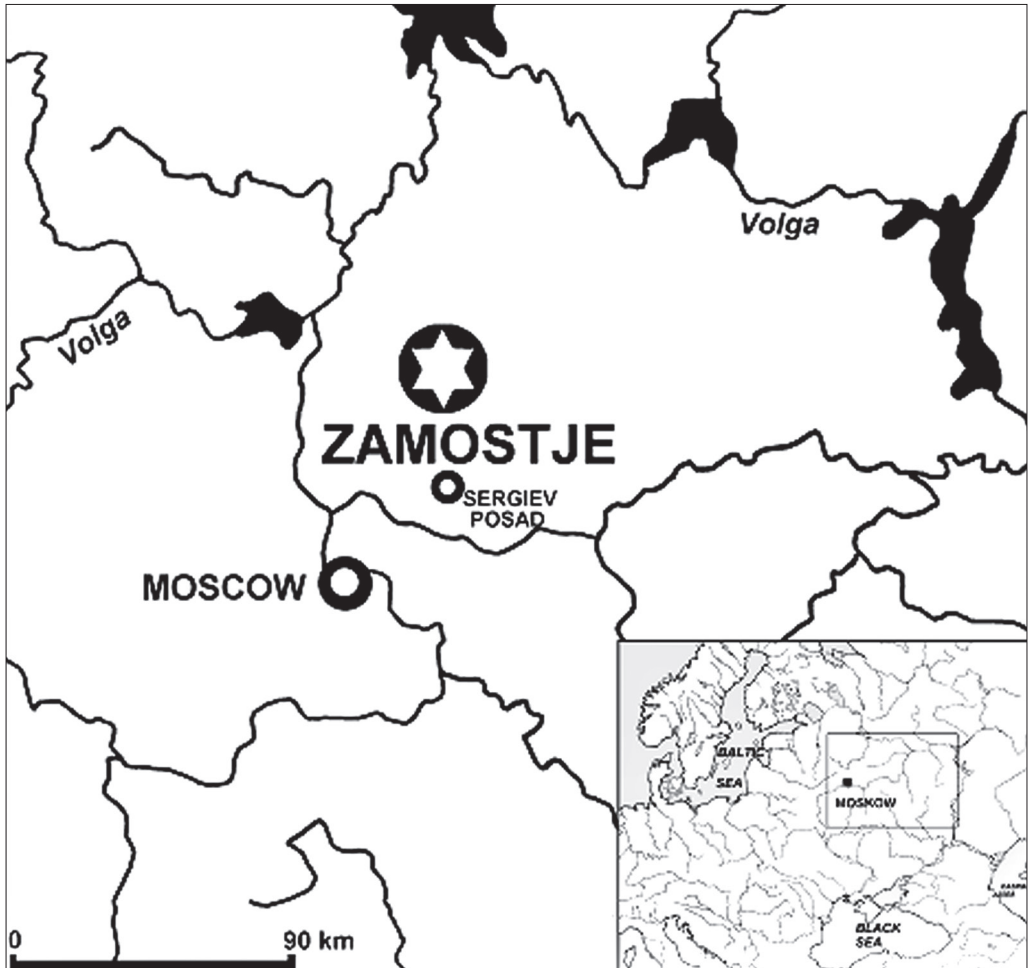 Volga
Volga
ZAMOSTJE
SERGIEV
POSAD
MOSCOW
BALTIC
SEA
MOSKOW
BLACK
SEA
0 90 km